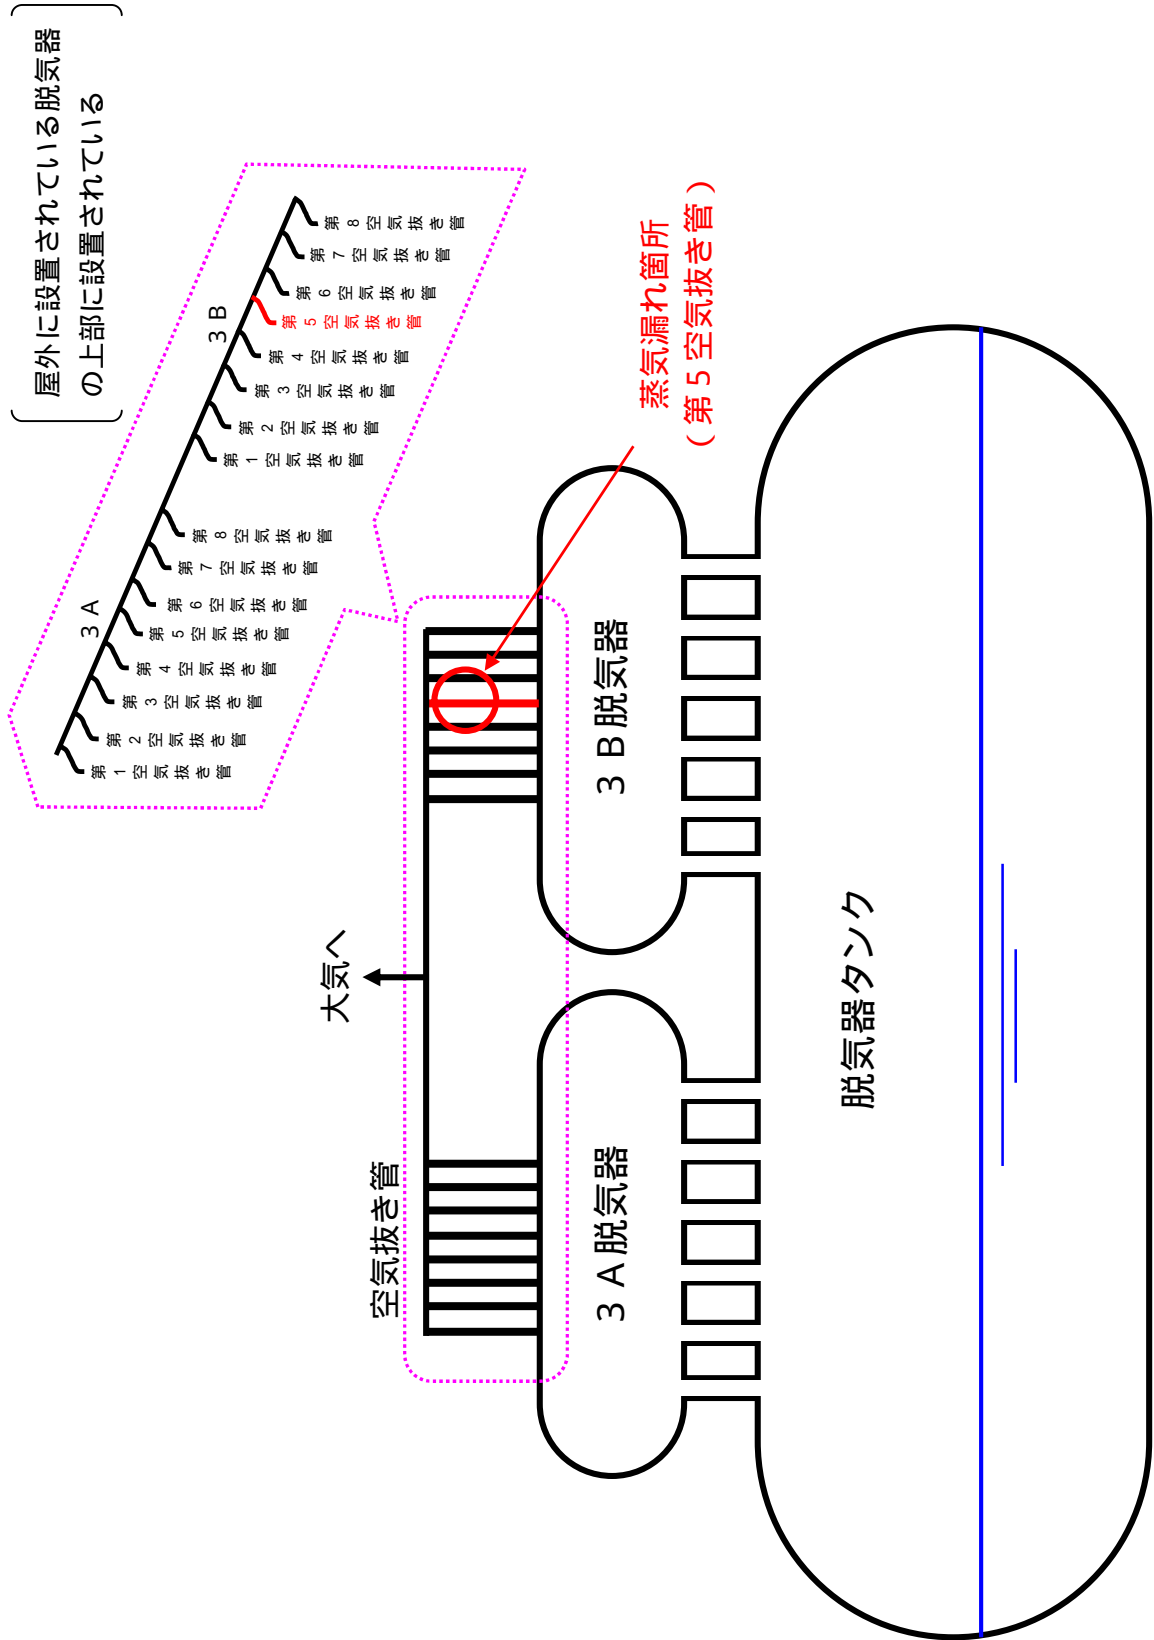 屋外に設置されている脱気器
の上部に設置されている
3A
第1空気抜き管
第2空気抜き管
第3空気抜き管
第4空気抜き管
第5空気抜き管
第6空気抜き管
第7空気抜き管
第8空気抜き管
3B
第1空気抜き管
第2空気抜き管
第3空気抜き管
第4空気抜き管
第5空気抜き管
第6空気抜き管
第7空気抜き管
第8空気抜き管
大気へ
空気抜き管
蒸気漏れ箇所
(第5空気抜き管)
3A脱気器
3B脱気器
脱気器タンク